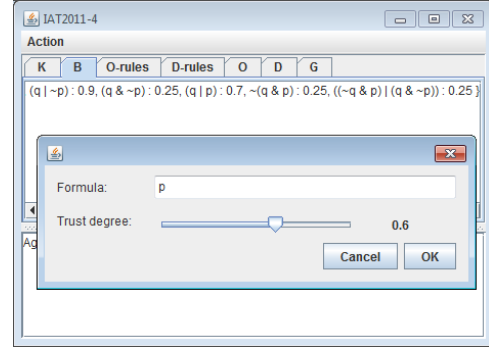 IAT2011-4
Action
K B O-rules D-rules O D G
(q | ~p) : 0.9, (q & ~p) : 0.25, (q | p) : 0.7, ~(q & p) : 0.25, ((~q & p) | (q & ~p)) : 0.25 }
Formula: p
Trust degree: 0.6
Cancel OK
Ag